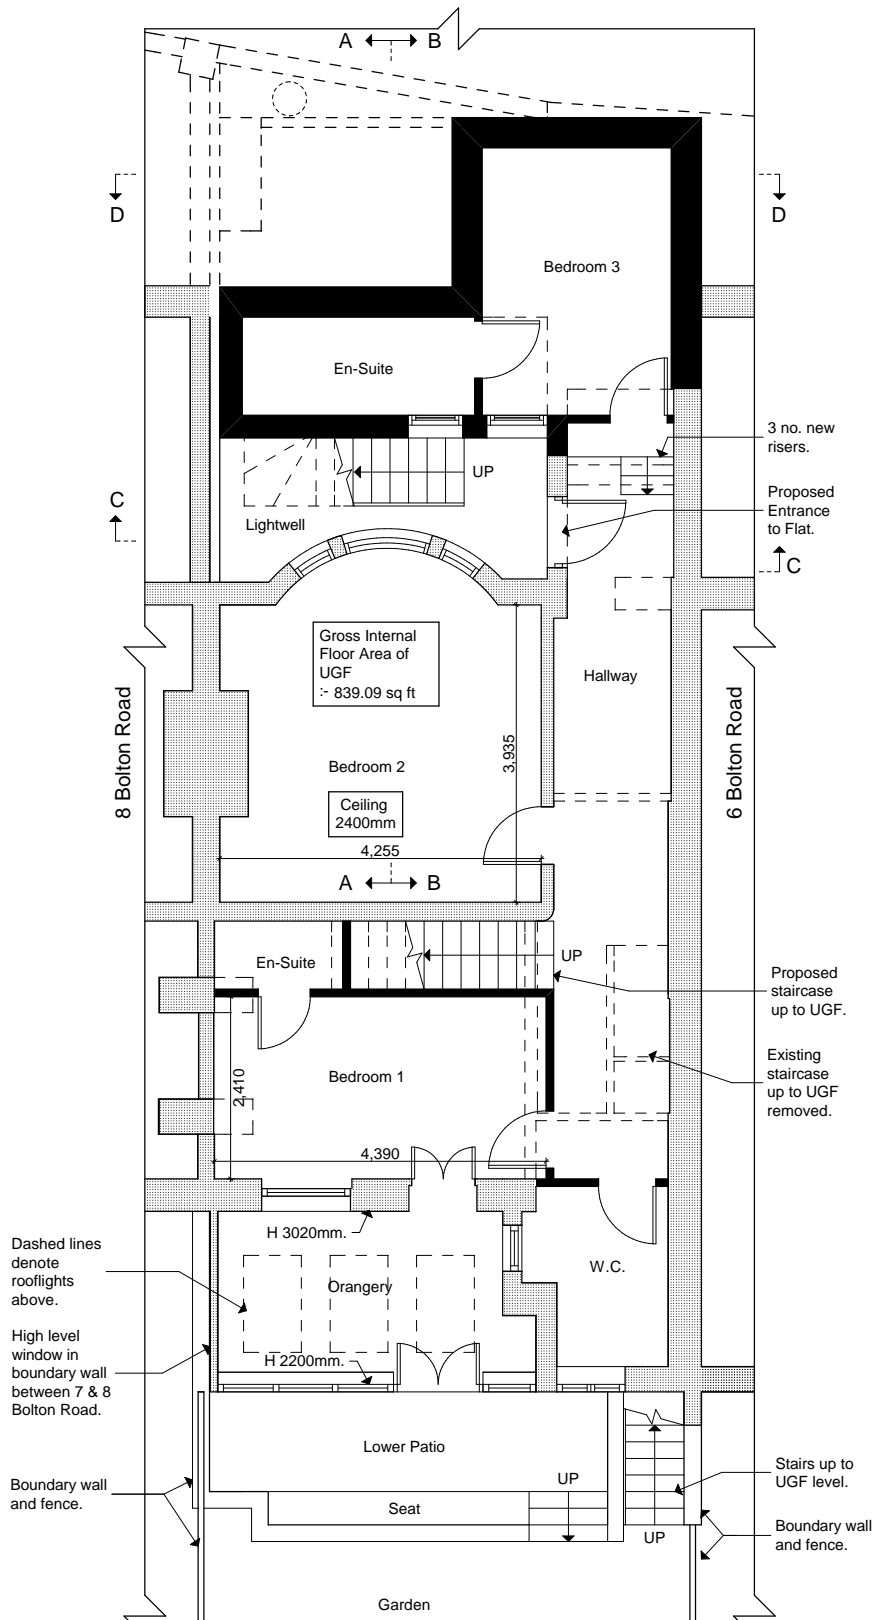 A B
D
D
Bedroom 3
En-Suite
3 no. new
risers.
UP
Proposed
Entrance
to Flat.
C
Lightwell
C
Gross Internal
Floor Area of
UGF
:- 839.09 sq ft
Hallway
8 Bolton Road
6 Bolton Road
3,935
Bedroom 2
Ceiling
2400mm
4,255
A B
En-Suite
UP
Proposed
staircase
up to UGF.
Existing
staircase
up to UGF
removed.
Bedroom 1
2,410
4,390
H 3020mm.
Dashed lines
denote
rooflights
above.
W.C.
Orangery
High level
window in
boundary wall
between 7 & 8
Bolton Road.
H 2200mm.
Lower Patio
Stairs up to
UGF level.
Boundary wall
and fence.
UP
Seat
UP
Boundary wall
and fence.
Garden